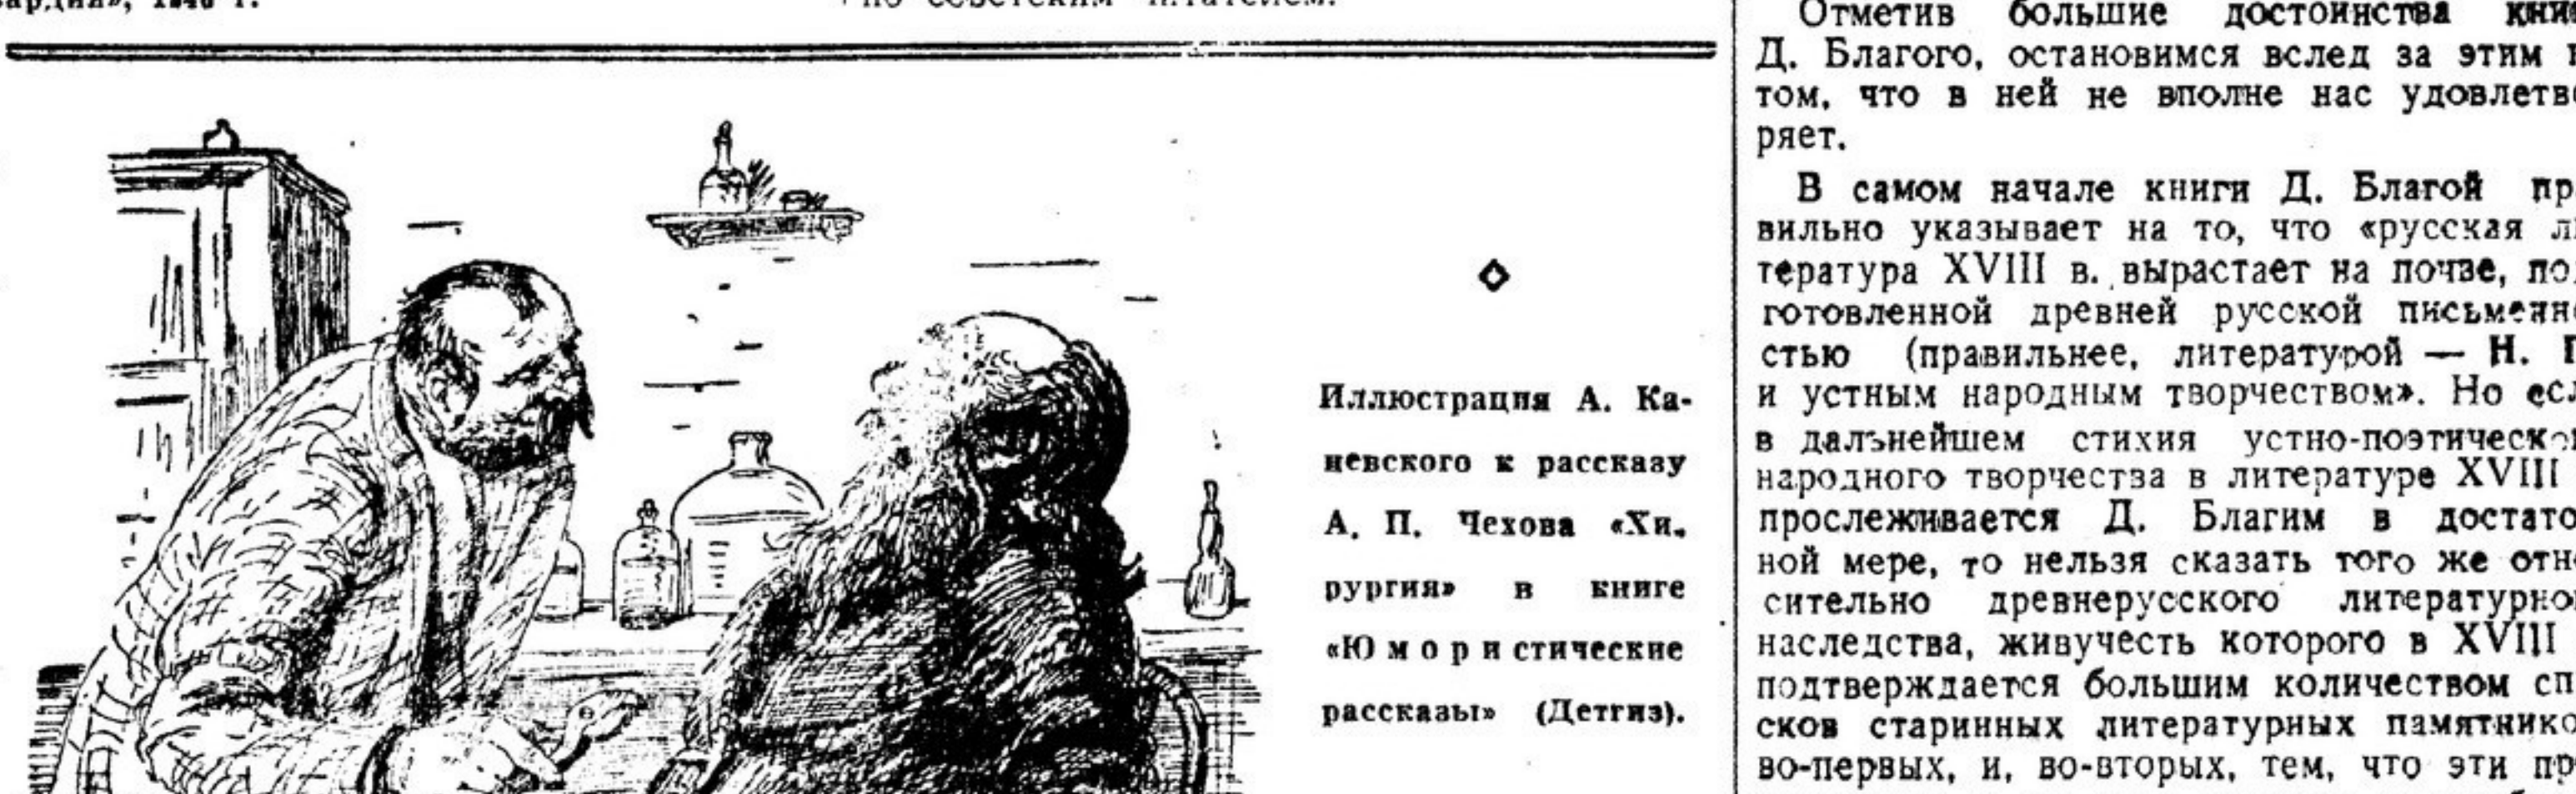 Иллюстрация А. Ка-
невского к рассказу
А. П. Чехова «Хи-
рургия» в книге
«Юмористические
рассказы» (Детгиз).
Отметив большие достоинства
Д. Благого, остановимся вслед за этим
том, что в ней не вполне нас удовлетв
ряет.
В самом начале книги Д. Благой пр
вильно указывает на то, что «русская л
тература XVIII в. вырастает на почве, по
готовленной древней русской письменн
стью (правильнее, литературой — Н.
и устным народным творчеством». Но ес
в дальнейшем стихия устно-поэтическ
народного творчества в литературе XVIII
прослеживается Д. Благим в достато
ной мере, то нельзя сказать того же отн
сительно древнерусского литературно
наследства, живучесть которого в XVIII
подтверждается большим количеством сп
сков старинных литературных памятнико
во-первых, и, во-вторых, тем, что эти пр